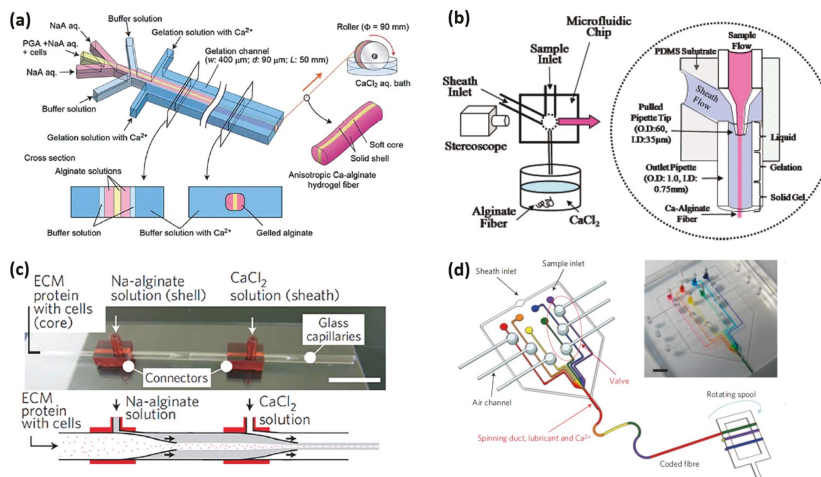 (a)
NaA aq.
PGA +NaA aq.
+ cells
NaA aq.
Buffer solution
Buffer solution
Gelation solution with Ca²⁺
Gelation solution with Ca²⁺
Gelation channel
(w: 400 μm; d: 90 μm; L: 50 mm)
Roller (Φ = 90 mm)
CaCl₂ aq. bath
Soft core
Solid shell
Anisotropic Ca-alginate
hydrogel fiber
Cross section
Alginate solutions
Buffer solution
Buffer solution with Ca²⁺
Gelled alginate
(b)
Microfluidic
Chip
Sample
Inlet
Sheath
Inlet
Stereoscope
Alginate
Fiber
CaCl₂
PDMS Substrate
Sample
Flow
Sheath
Flow
Pulled
Pipette Tip
(O.D:60,
I.D:35μm)
Outlet Pipette
(O.D: 1.0, I.D:
0.75mm)
Ca-Alginate
Fiber
Liquid
Gelation
Solid Gel
(c)
ECM
protein
with cells
(core)
Na-alginate
solution (shell)
CaCl₂
solution (sheath)
Glass
capillaries
Connectors
ECM
protein
with cells
Na-alginate
solution
CaCl₂
solution
(d)
Sheath inlet
Sample inlet
Valve
Air channel
Spinning duct, lubricant and Ca²⁺
Coded fibre
Rotating spool